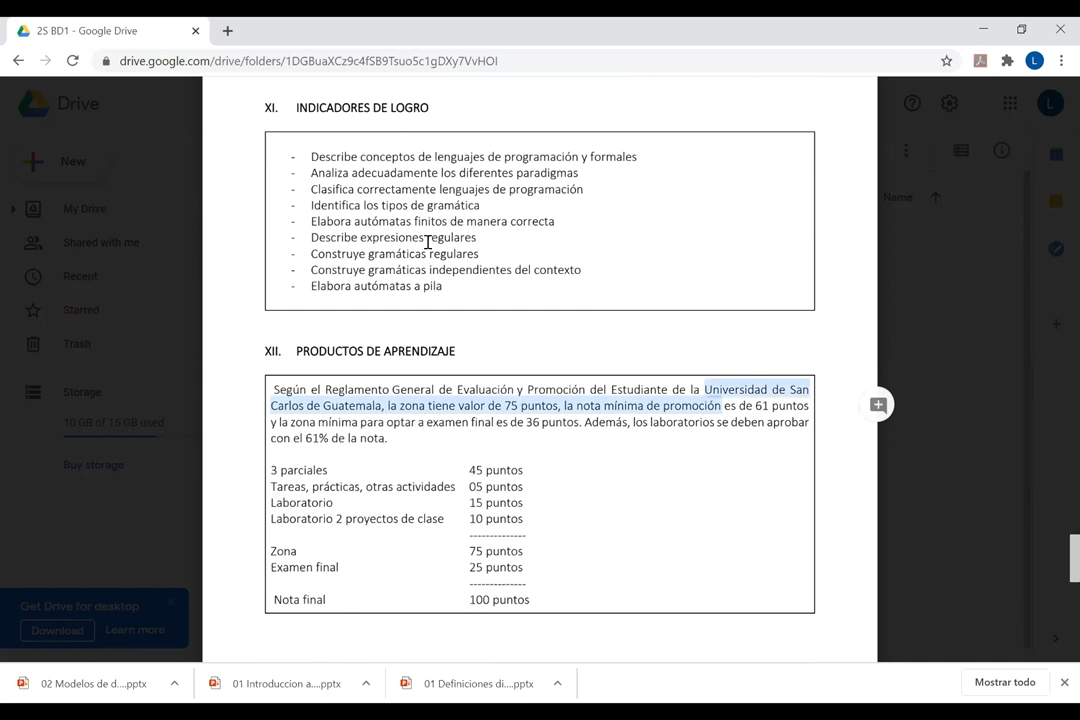 2S BD1 - Google Drive
drive.google.com/drive/folders/1DGBuaXCz9c4fSB9Tsuo5c1gDXy7VvHOI
L
Drive
L
New
Name
My Drive
Shared with me
Recent
Starred
Trash
Storage
10 GB of 15 GB used
Buy storage
Get Drive for desktop
Download Learn more
XI. INDICADORES DE LOGRO
- Describe conceptos de lenguajes de programación y formales
- Analiza adecuadamente los diferentes paradigmas
- Clasifica correctamente lenguajes de programación
- Identifica los tipos de gramática
- Elabora autómatas finitos de manera correcta
- Describe expresiones regulares
- Construye gramáticas regulares
- Construye gramáticas independientes del contexto
- Elabora autómatas a pila
XII. PRODUCTOS DE APRENDIZAJE
Según el Reglamento General de Evaluación y Promoción del Estudiante de la Universidad de San
Carlos de Guatemala, la zona tiene valor de 75 puntos, la nota mínima de promoción es de 61 puntos
y la zona mínima para optar a examen final es de 36 puntos. Además, los laboratorios se deben aprobar
con el 61% de la nota.
3 parciales 45 puntos
Tareas, prácticas, otras actividades 05 puntos
Laboratorio 15 puntos
Laboratorio 2 proyectos de clase 10 puntos
--------------
Zona 75 puntos
Examen final 25 puntos
--------------
Nota final 100 puntos
02 Modelos de d....pptx
01 Introduccion a....pptx
01 Definiciones di....pptx
Mostrar todo